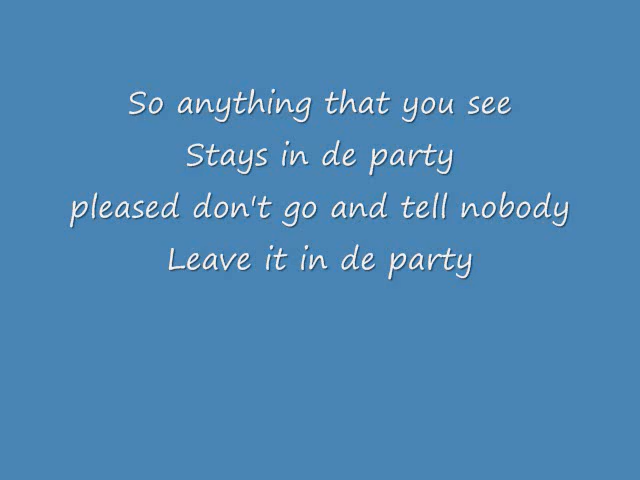 So anything that you see
Stays in de party
pleased don't go and tell nobody
Leave it in de party